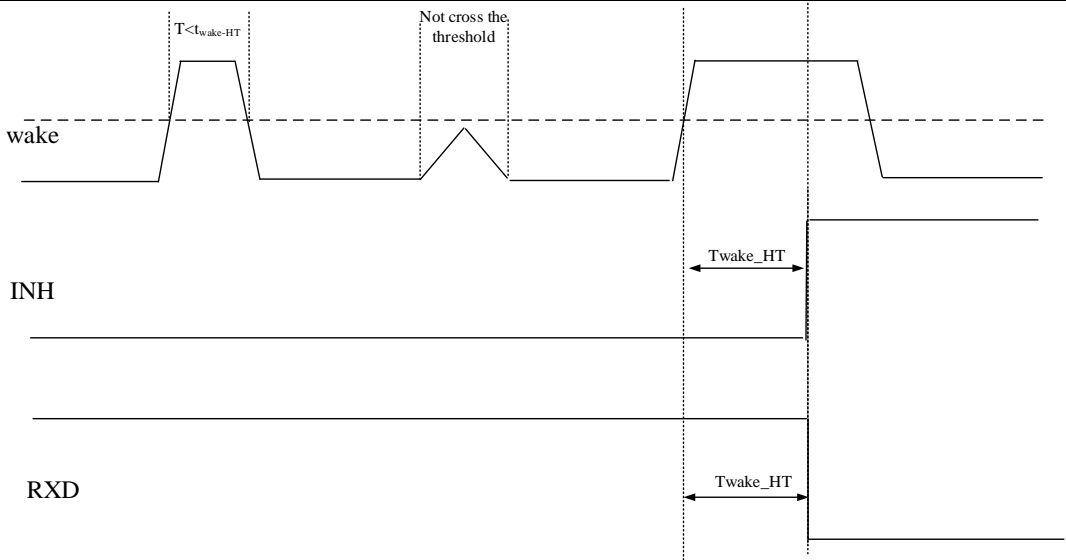 T<twake-HT
Not cross the
threshold
wake
Twake_HT
INH
Twake_HT
RXD